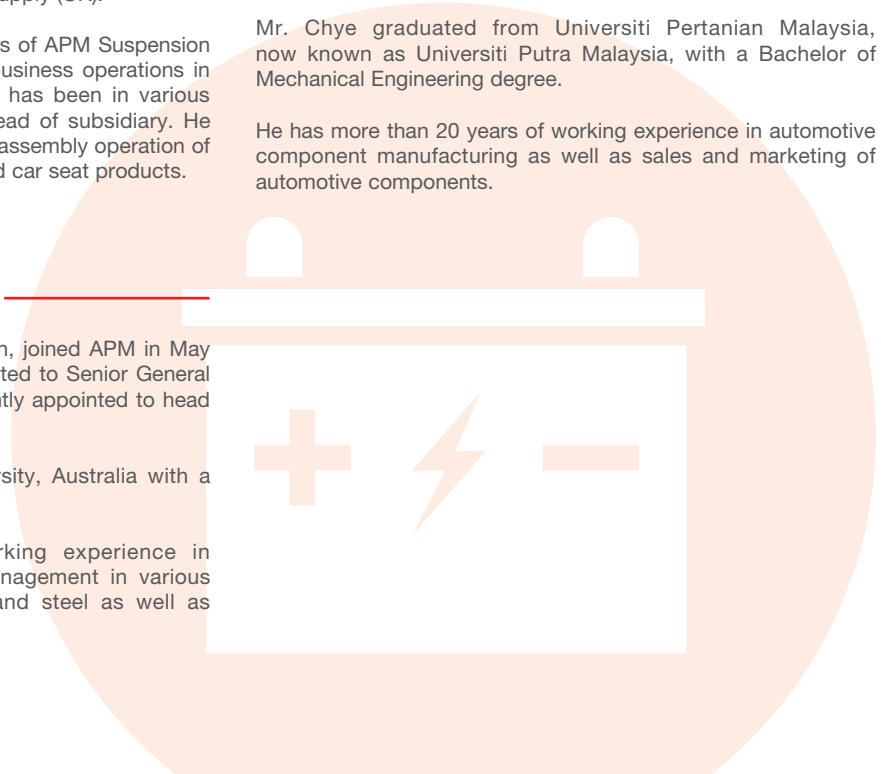 s of APM Suspension
usiness operations in
has been in various
ead of subsidiary. He
assembly operation of
d car seat products.
n, joined APM in May
ted to Senior General
ntly appointed to head
rsity, Australia with a
rking experience in
nagement in various
and steel as well as
Mr. Chye graduated from Universiti Pertanian Malaysia,
now known as Universiti Putra Malaysia, with a Bachelor of
Mechanical Engineering degree.
He has more than 20 years of working experience in automotive
component manufacturing as well as sales and marketing of
automotive components.